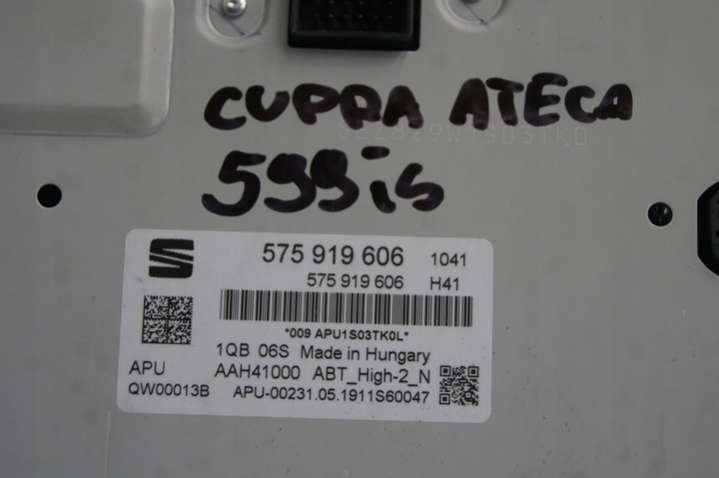 CUPRA ATECA
599is
575 919 606 1041
575 919 606 H41
*009 APU1S03TK0L*
1QB 06S Made in Hungary
APU AAH41000 ABT_High-2_N
QW00013B APU-00231.05.1911S60047